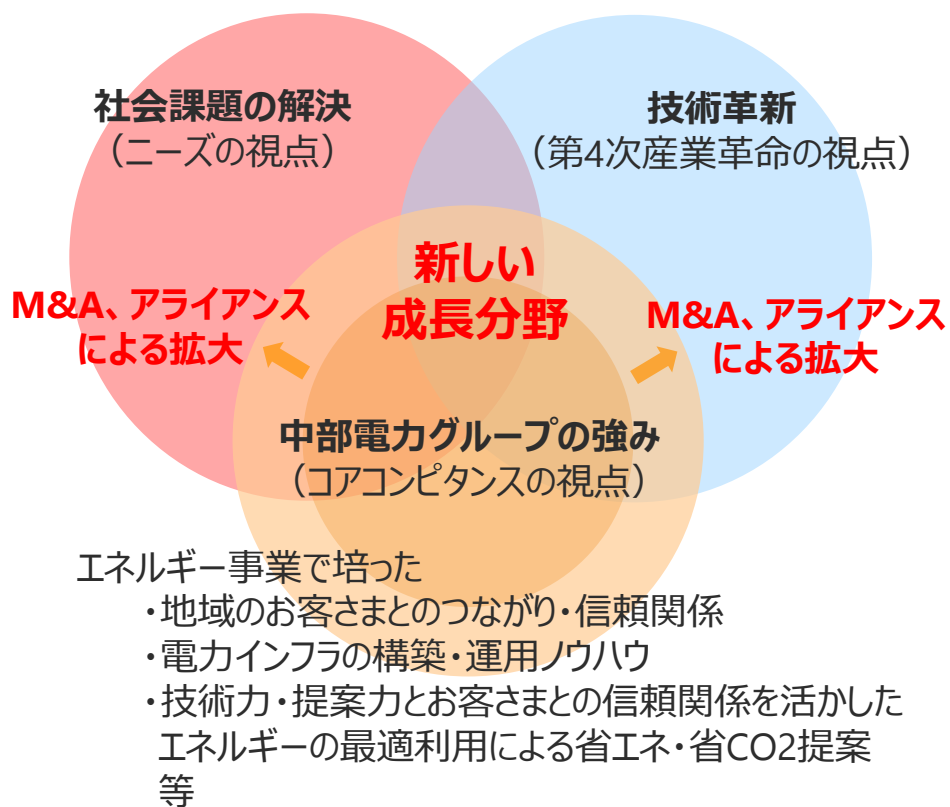 社会課題の解決
（ニーズの視点）
技術革新
（第4次産業革命の視点）
新しい
成長分野
M&A、アライアンス
による拡大
M&A、アライアンス
による拡大
中部電力グループの強み
（コアコンピタンスの視点）
エネルギー事業で培った
・地域のお客さまとのつながり・信頼関係
・電力インフラの構築・運用ノウハウ
・技術力・提案力とお客さまとの信頼関係を活かした
エネルギーの最適利用による省エネ・省CO2提案
等